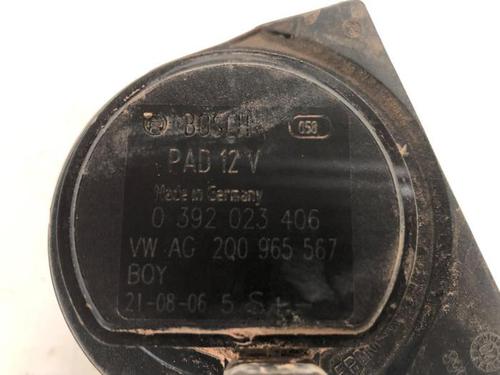 BOSCH 058
PAD 12 V
Made in Germany
0 392 023 406
VW AG 2Q0 965 567
BOY
21-08-06 5